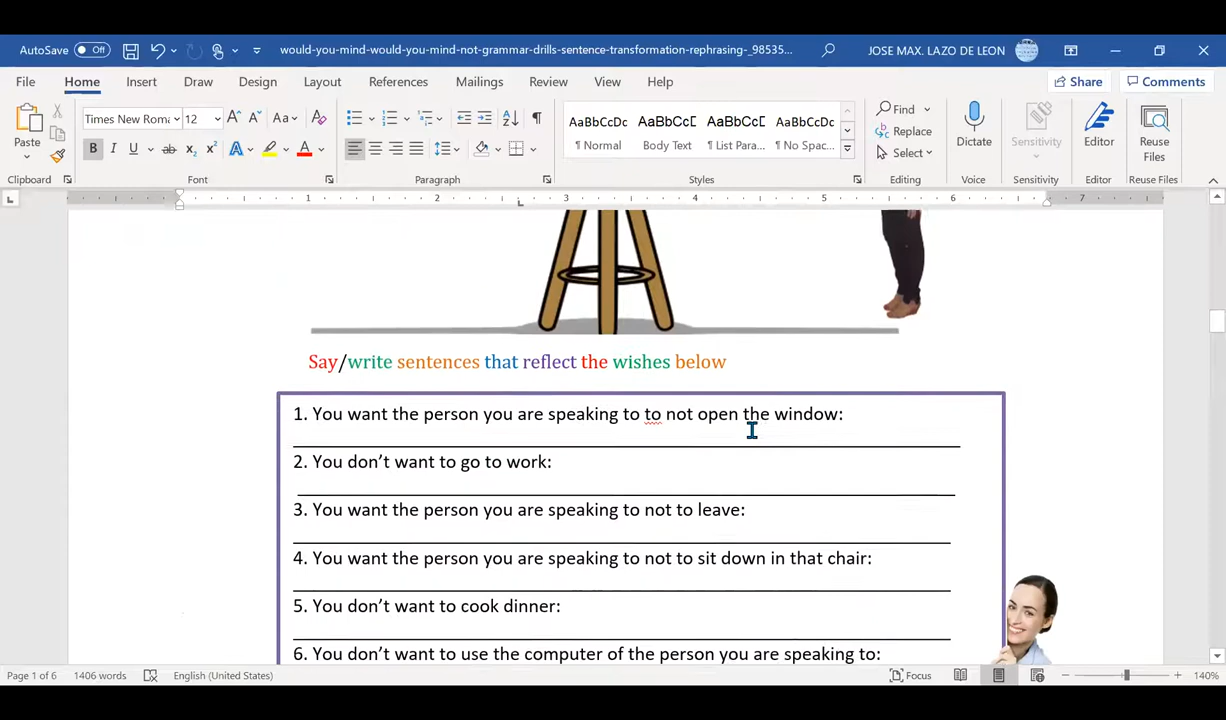 AutoSave Off would-you-mind-would-you-mind-not-grammar-drills-sentence-transformation-rephrasing-_98535... JOSE MAX. LAZO DE LEON
File Home Insert Draw Design Layout References Mailings Review View Help Share Comments
Paste
Clipboard
Times New Roma 12
Font
Paragraph
AaBbCcDc AaBbCcD AaBbCcD AaBbCcDc
¶ Normal Body Text ¶ List Para... ¶ No Spac...
Styles
Find
Replace
Select
Editing
Dictate
Voice
Sensitivity
Sensitivity
Editor
Editor
Reuse
Files
Reuse Files
1 2 3 4 5 6 7
Say/write sentences that reflect the wishes below
1. You want the person you are speaking to to not open the window:
2. You don’t want to go to work:
3. You want the person you are speaking to not to leave:
4. You want the person you are speaking to not to sit down in that chair:
5. You don’t want to cook dinner:
6. You don’t want to use the computer of the person you are speaking to:
Page 1 of 6 1406 words English (United States) Focus 140%